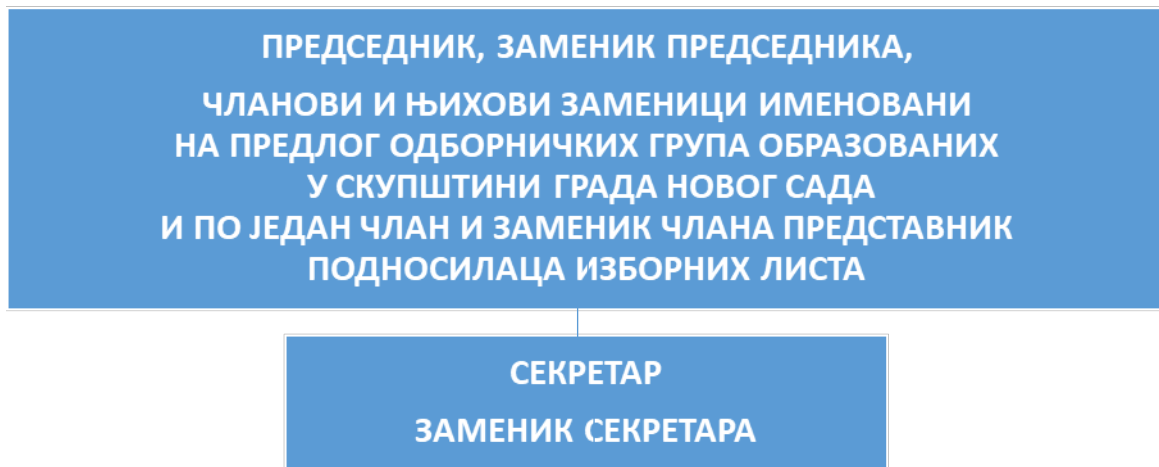 ПРЕДСЕДНИК, ЗАМЕНИК ПРЕДСЕДНИКА,
ЧЛАНОВИ И ЊИХОВИ ЗАМЕНИЦИ ИМЕНОВАНИ
НА ПРЕДЛОГ ОДБОРНИЧКИХ ГРУПА ОБРАЗОВАНИХ
У СКУПШТИНИ ГРАДА НОВОГ САДА
И ПО ЈЕДАН ЧЛАН И ЗАМЕНИК ЧЛАНА ПРЕДСТАВНИК
ПОДНОСИЛАЦА ИЗБОРНИХ ЛИСТА
СЕКРЕТАР
ЗАМЕНИК СЕКРЕТАРА